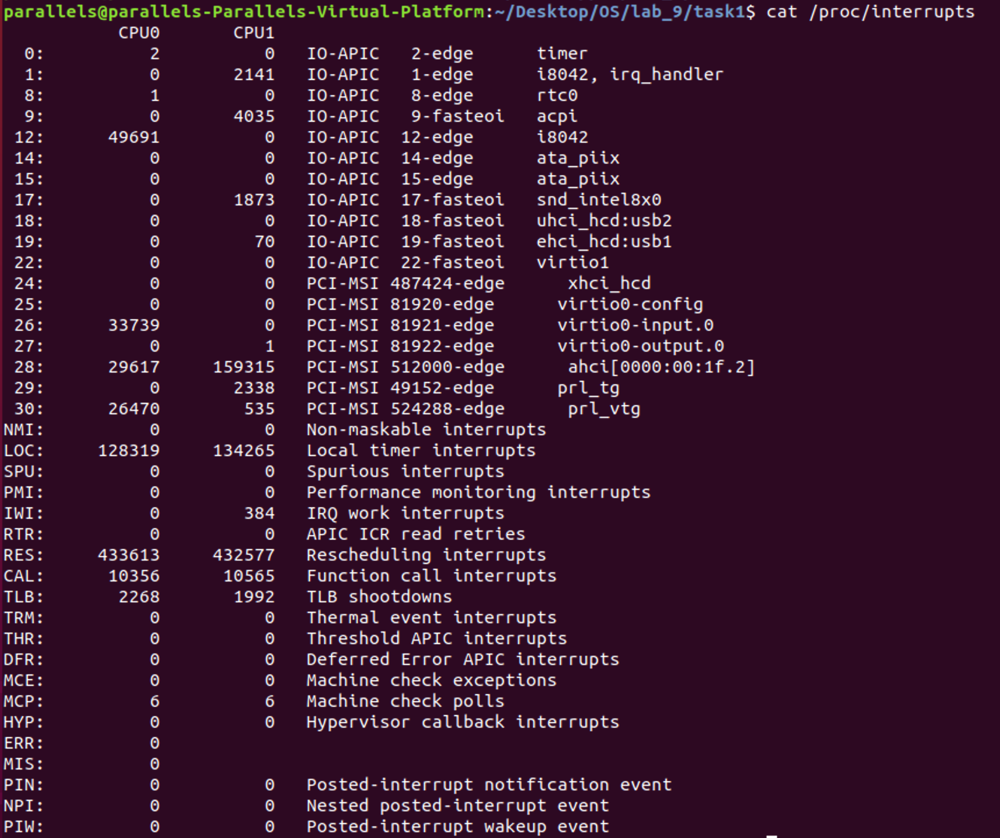 parallels@parallels-Parallels-Virtual-Platform:~/Desktop/OS/lab_9/task1$ cat /proc/interrupts
           CPU0       CPU1
  0:          2          0   IO-APIC   2-edge      timer
  1:          0       2141   IO-APIC   1-edge      i8042, irq_handler
  8:          1          0   IO-APIC   8-edge      rtc0
  9:          0       4035   IO-APIC   9-fasteoi   acpi
 12:      49691          0   IO-APIC  12-edge      i8042
 14:          0          0   IO-APIC  14-edge      ata_piix
 15:          0          0   IO-APIC  15-edge      ata_piix
 17:          0       1873   IO-APIC  17-fasteoi   snd_intel8x0
 18:          0          0   IO-APIC  18-fasteoi   uhci_hcd:usb2
 19:          0         70   IO-APIC  19-fasteoi   ehci_hcd:usb1
 22:          0          0   IO-APIC  22-fasteoi   virtio1
 24:          0          0   PCI-MSI 487424-edge      xhci_hcd
 25:          0          0   PCI-MSI 81920-edge      virtio0-config
 26:      33739          0   PCI-MSI 81921-edge      virtio0-input.0
 27:          0          1   PCI-MSI 81922-edge      virtio0-output.0
 28:      29617     159315   PCI-MSI 512000-edge      ahci[0000:00:1f.2]
 29:          0       2338   PCI-MSI 49152-edge      prl_tg
 30:      26470        535   PCI-MSI 524288-edge      prl_vtg
NMI:          0          0   Non-maskable interrupts
LOC:     128319     134265   Local timer interrupts
SPU:          0          0   Spurious interrupts
PMI:          0          0   Performance monitoring interrupts
IWI:          0        384   IRQ work interrupts
RTR:          0          0   APIC ICR read retries
RES:     433613     432577   Rescheduling interrupts
CAL:      10356      10565   Function call interrupts
TLB:       2268       1992   TLB shootdowns
TRM:          0          0   Thermal event interrupts
THR:          0          0   Threshold APIC interrupts
DFR:          0          0   Deferred Error APIC interrupts
MCE:          0          0   Machine check exceptions
MCP:          6          6   Machine check polls
HYP:          0          0   Hypervisor callback interrupts
ERR:          0
MIS:          0
PIN:          0          0   Posted-interrupt notification event
NPI:          0          0   Nested posted-interrupt event
PIW:          0          0   Posted-interrupt wakeup event